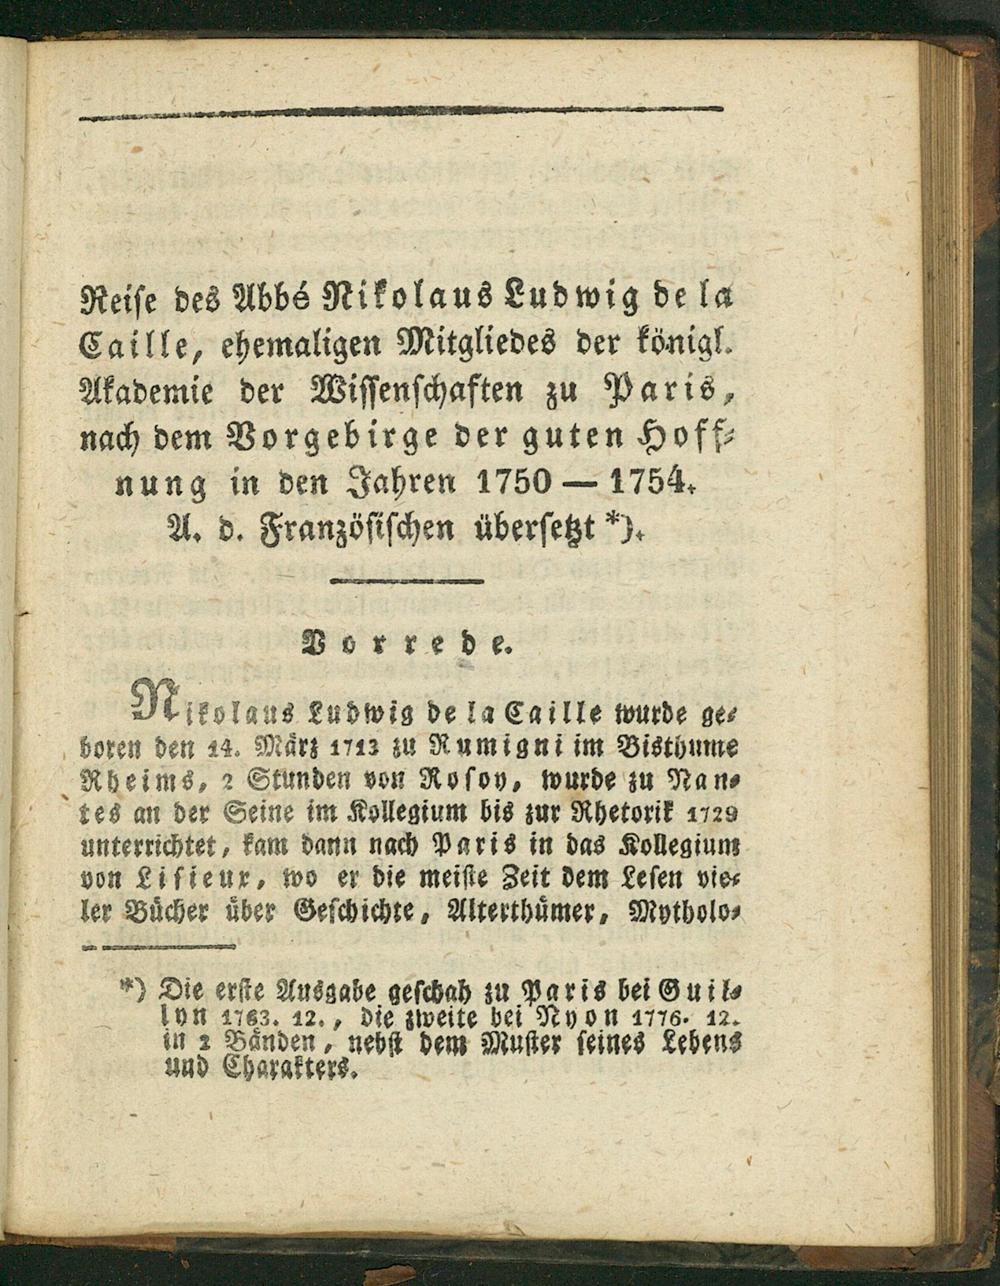 Reise des Abbé Nikolaus Ludwig de la
Caille, ehemaligen Mitgliedes der königl.
Akademie der Wissenschaften zu Paris,
nach dem Vorgebirge der guten Hoff-
nung in den Jahren 1750 — 1754.
A. d. Französischen übersetzt *).
Vorrede.
Nikolaus Ludwig de la Caille wurde ge-
boren den 14. März 1713 zu Rumigni im Bisthume
Rheims, 2 Stunden von Rosoy, wurde zu Nan-
tes an der Seine im Kollegium bis zur Rhetorik 1729
unterrichtet, kam dann nach Paris in das Kollegium
von Lisieux, wo er die meiste Zeit dem Lesen vie-
ler Bücher über Geschichte, Alterthümer, Mytholo-
*) Die erste Ausgabe geschah zu Paris bei Guil-
lyn 1763. 12., die zweite bei Nyon 1776. 12.
in 2 Bänden, nebst dem Muster seines Lebens
und Charakters.